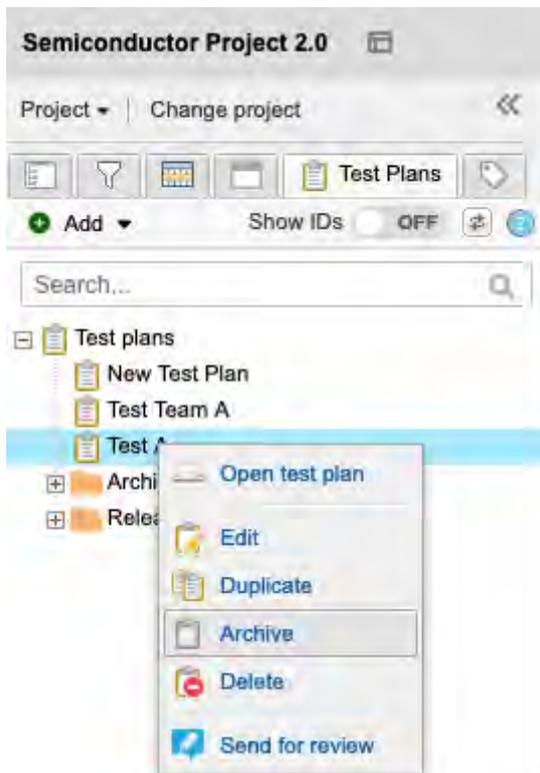 Semiconductor Project 2.0
Project Change project
Test Plans
Add Show IDs OFF
Search...
Test plans
New Test Plan
Test Team A
Test A
Archi
Relea
Open test plan
Edit
Duplicate
Archive
Delete
Send for review